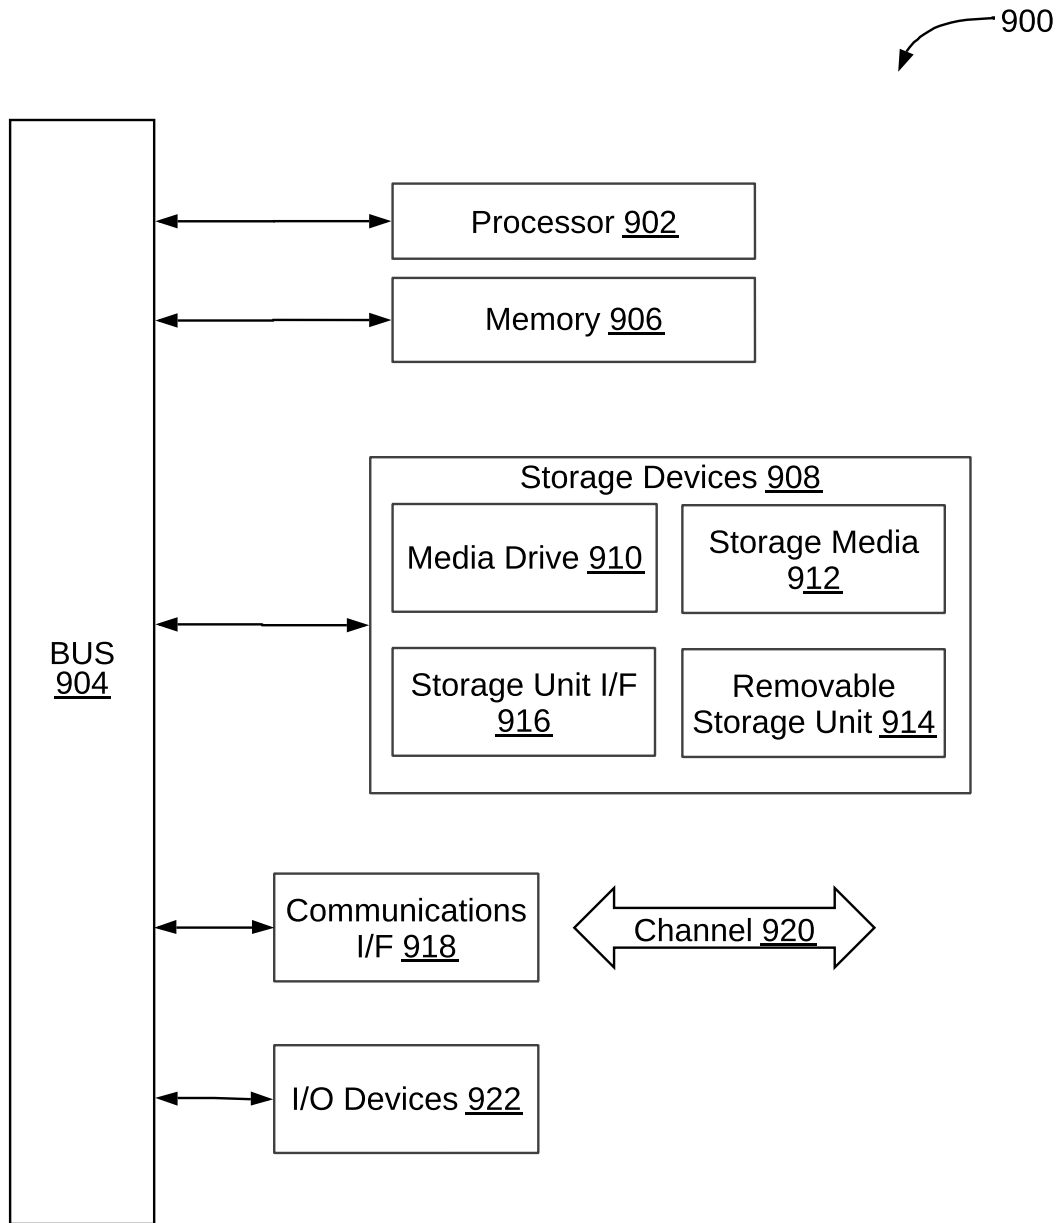 900
Processor 902
Memory 906
Storage Devices 908
Media Drive 910
Storage Media
912
BUS
904
Storage Unit I/F
916
Removable
Storage Unit 914
Communications
I/F 918
Channel 920
I/O Devices 922